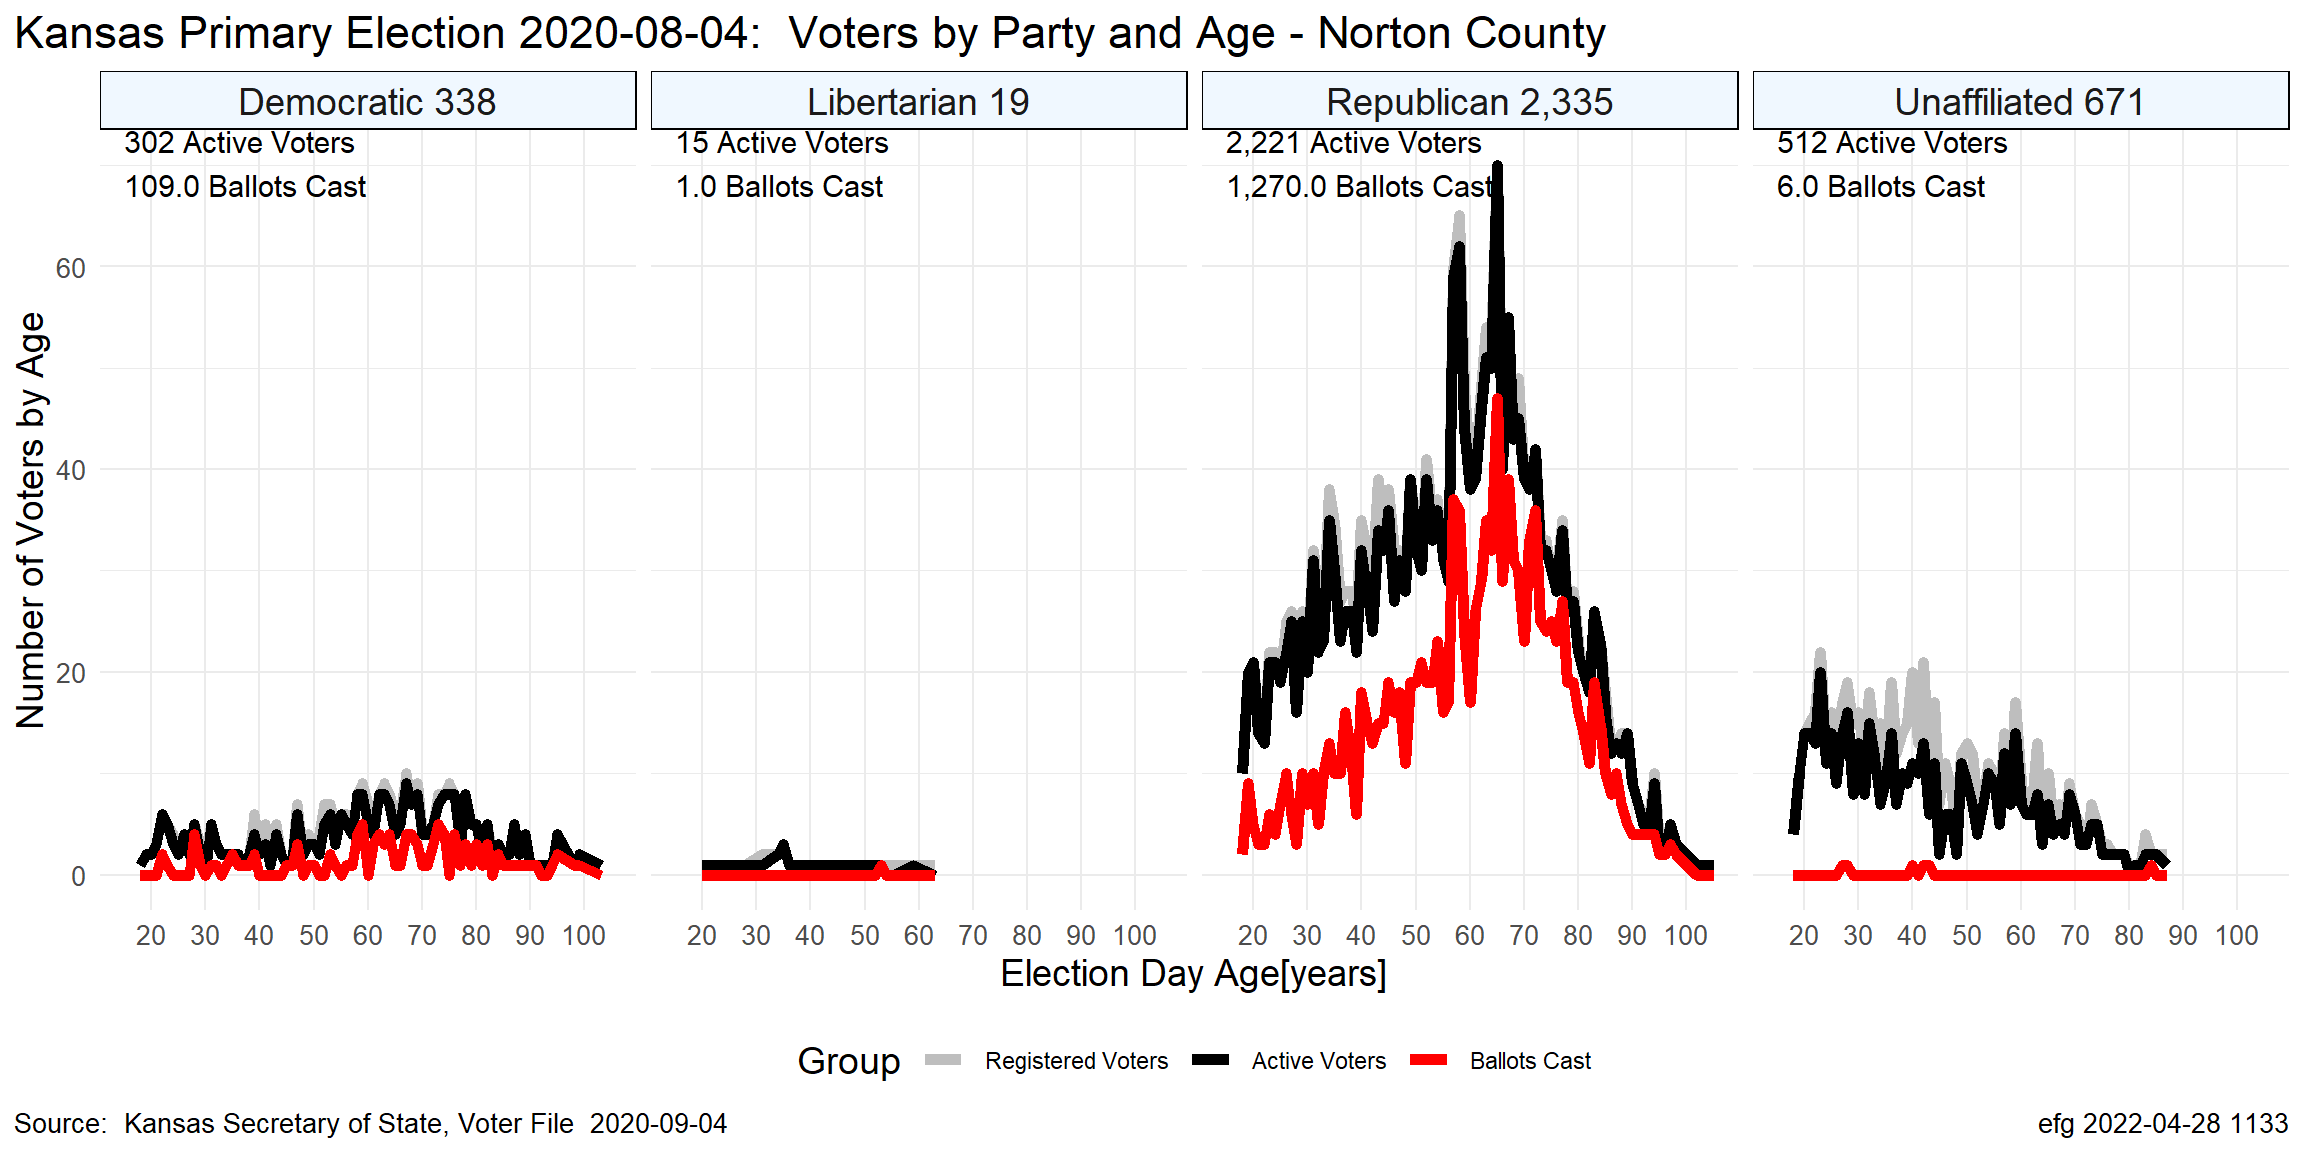 Kansas Primary Election 2020-08-04:  Voters by Party and Age - Norton County
Democratic 338
Libertarian 19
Republican 2,335
Unaffiliated 671
302 Active Voters
109.0 Ballots Cast
15 Active Voters
1.0 Ballots Cast
2,221 Active Voters
1,270.0 Ballots Cast
512 Active Voters
6.0 Ballots Cast
Number of Voters by Age
60
40
20
0
20 30 40 50 60 70 80 90 100
20 30 40 50 60 70 80 90 100
20 30 40 50 60 70 80 90 100
20 30 40 50 60 70 80 90 100
Election Day Age[years]
Group Registered Voters Active Voters Ballots Cast
Source:  Kansas Secretary of State, Voter File  2020-09-04
efg 2022-04-28 1133